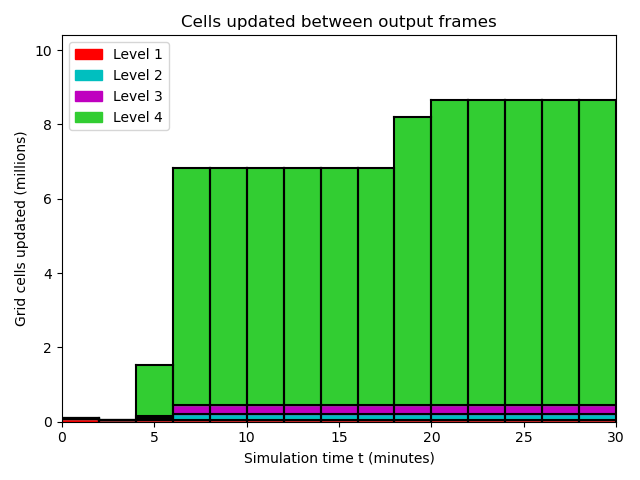 Cells updated between output frames
Level 1
Level 2
Level 3
Level 4
Grid cells updated (millions)
10
8
6
4
2
0
0 5 10 15 20 25 30
Simulation time t (minutes)